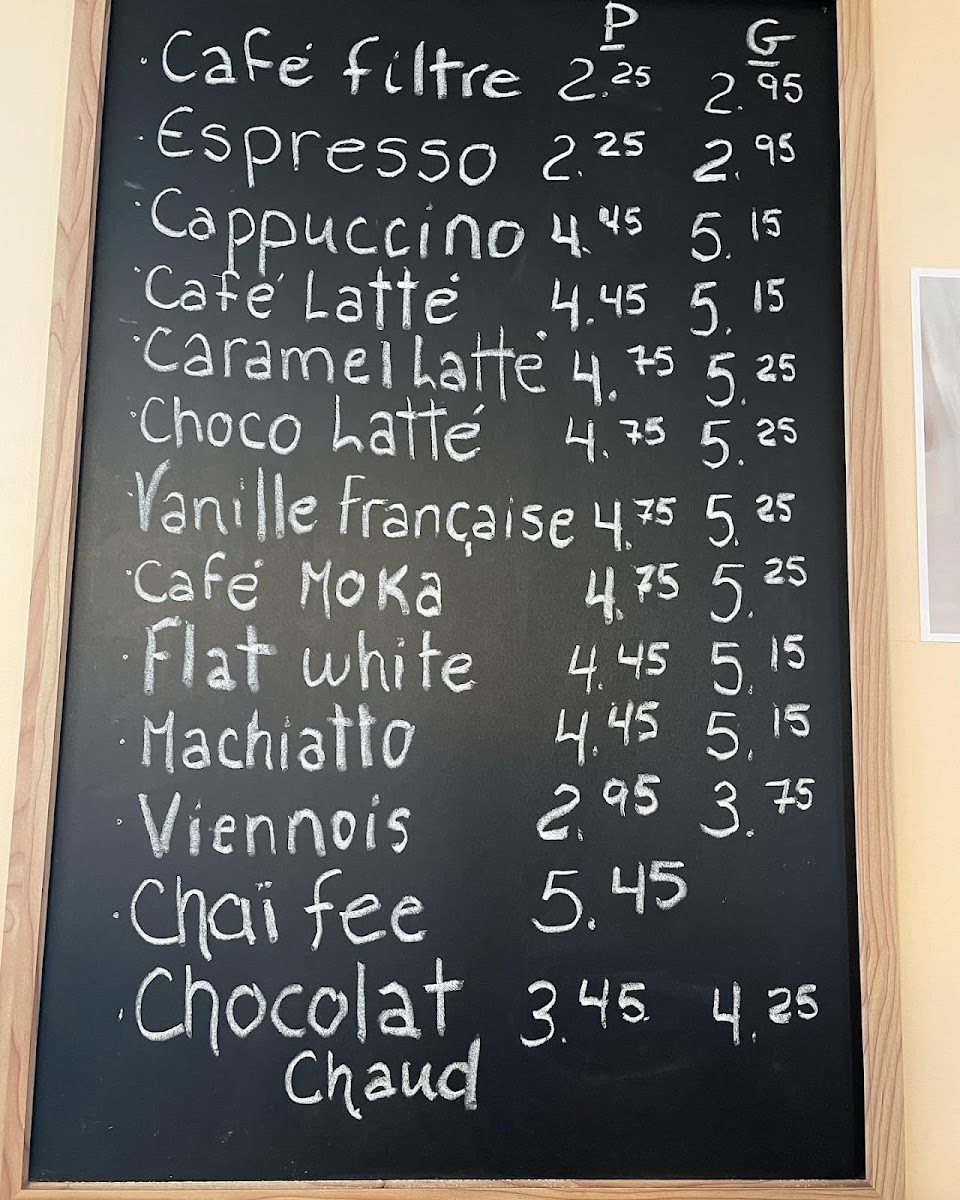 P G
· Café filtre 2.25 2.95
· Espresso 2.25 2.95
· Cappuccino 4.45 5.15
· Café Latté 4.45 5.15
· Caramel Latté 4.75 5.25
· Choco Latté 4.75 5.25
· Vanille française 4.75 5.25
· Café Moka 4.75 5.25
· Flat white 4.45 5.15
· Machiatto 4.45 5.15
· Viennois 2.95 3.75
· Chaï fee 5.45
· Chocolat 3.45 4.25
Chaud